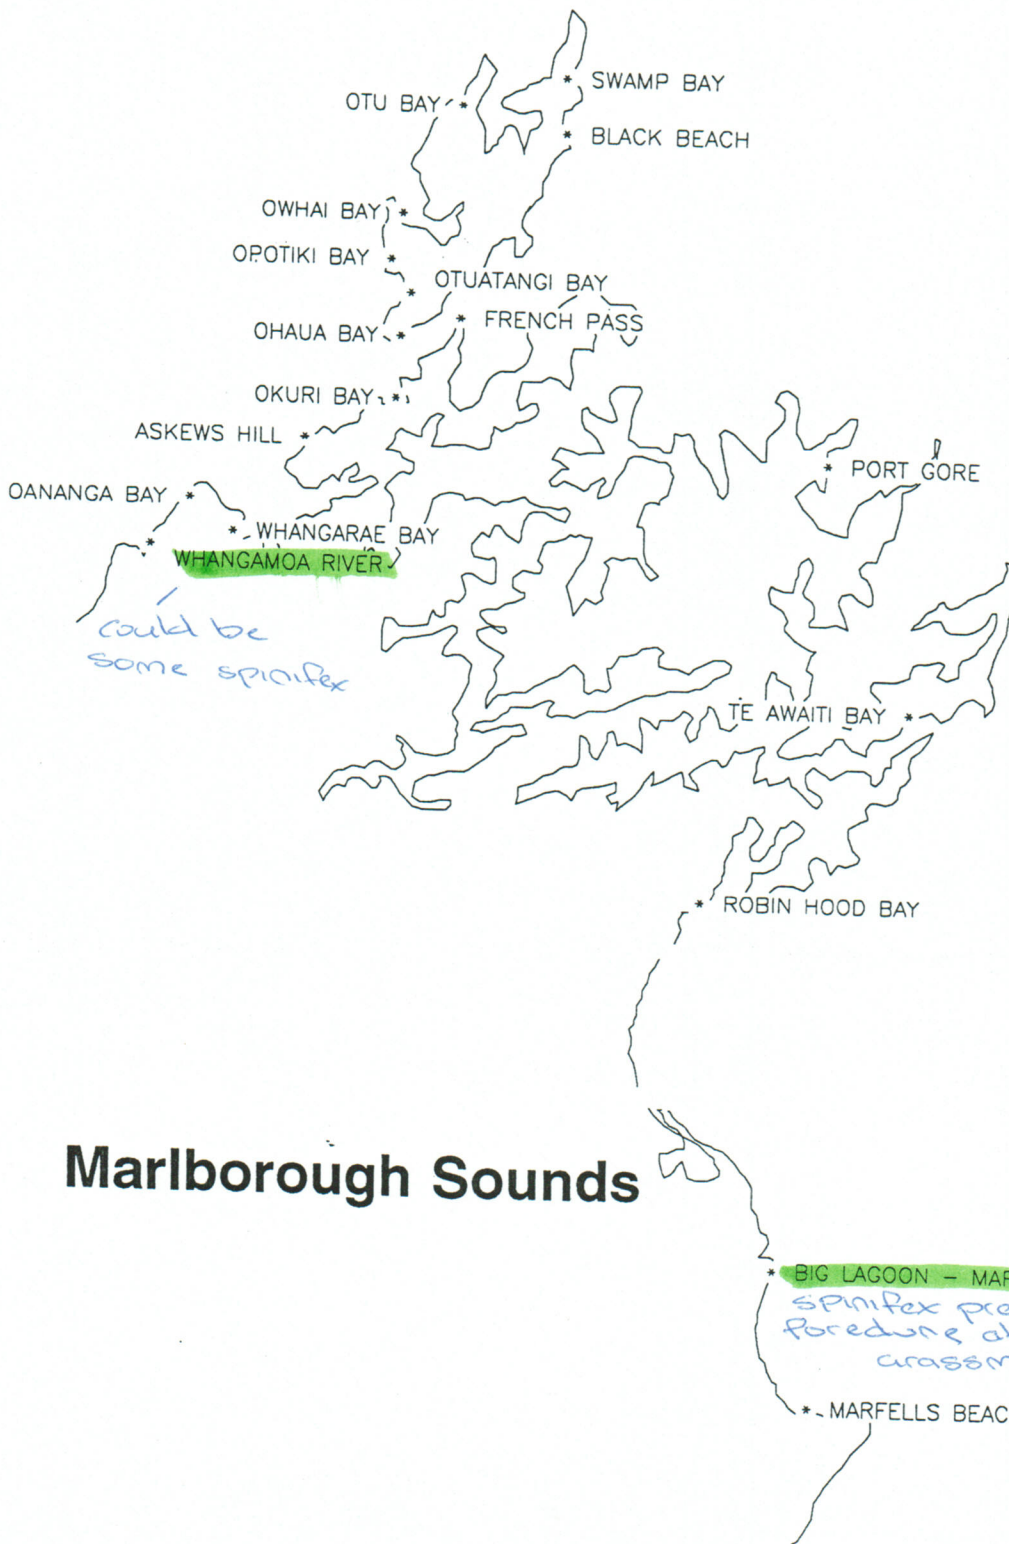 SWAMP BAY
OTU BAY
BLACK BEACH
OWHAI BAY
OPOTIKI BAY
OTUATANGI BAY
FRENCH PASS
OHAUA BAY
OKURI BAY
ASKEWS HILL
PORT GORE
OANANGA BAY
WHANGARAE BAY
WHANGAMOA RIVER
could be
some spinifex
TE AWAITI BAY
ROBIN HOOD BAY
Marlborough Sounds
BIG LAGOON – MAR
spinifex pre
foredune a
MARFELLS BEAC